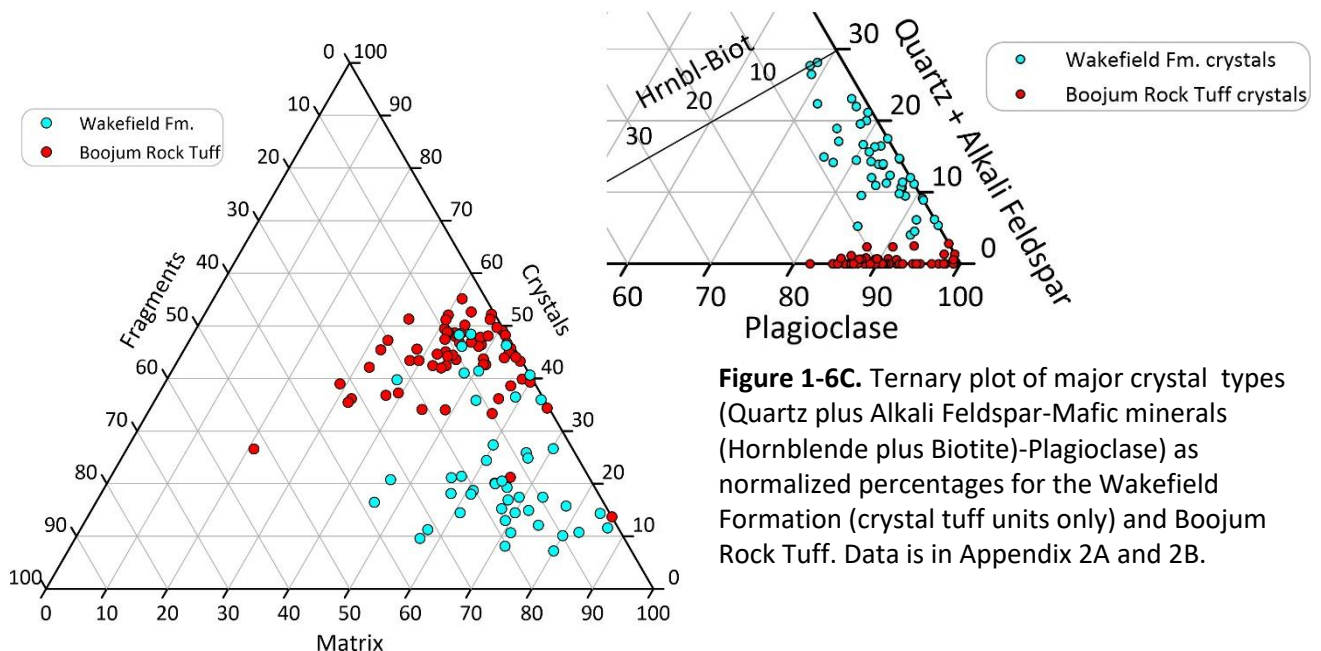 0 100
10 90
Wakefield Fm.
Boojum Rock Tuff
20 80
30 70
40 60
Fragments
Crystals
50 50
60 40
70 30
80 20
90 10
100 0
0 10 20 30 40 50 60 70 80 90 100
Matrix
30
Quartz + Alkali Feldspar
Hrnbl-Biot
10
20
30
20
10
0
60 70 80 90 100
Plagioclase
Wakefield Fm. crystals
Boojum Rock Tuff crystals
Figure 1-6C. Ternary plot of major crystal types
(Quartz plus Alkali Feldspar-Mafic minerals
(Hornblende plus Biotite)-Plagioclase) as
normalized percentages for the Wakefield
Formation (crystal tuff units only) and Boojum
Rock Tuff. Data is in Appendix 2A and 2B.